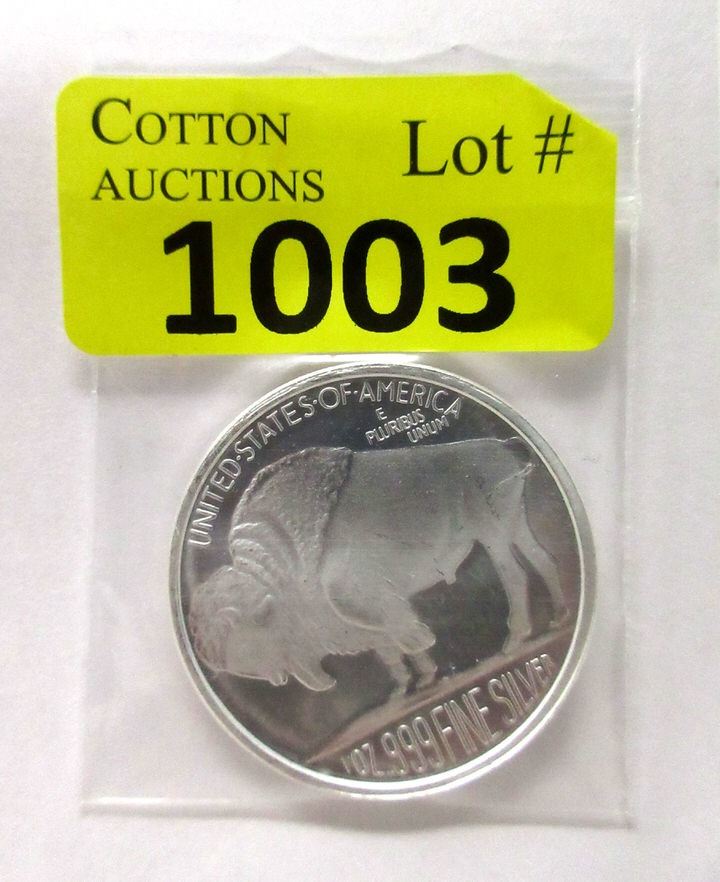 COTTON
AUCTIONS
Lot #
1003
UNITED·STATES·OF·AMERICA
E
PLURIBUS
UNUM
1 OZ. .999 FINE SILVER